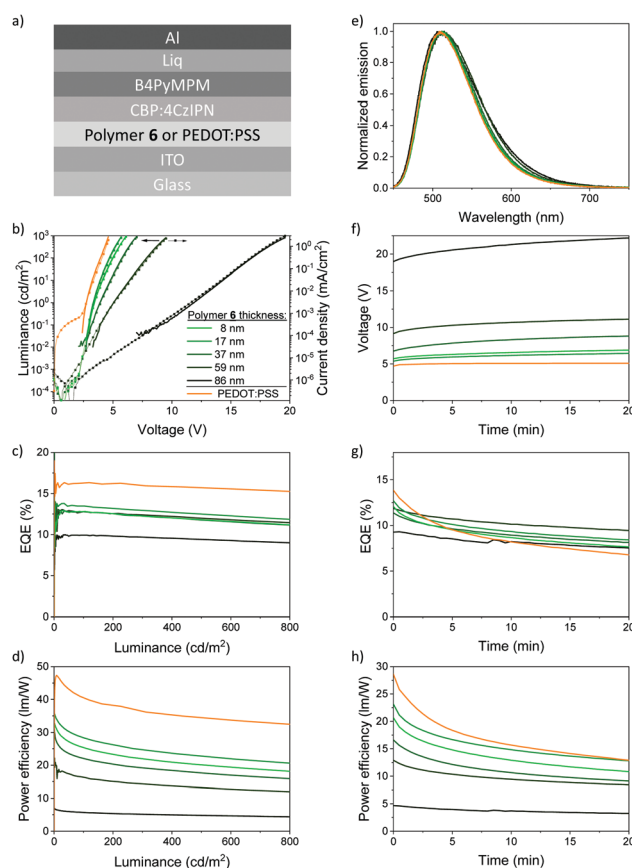 a)
Al
Liq
B4PyMPM
CBP:4CzIPN
Polymer 6 or PEDOT:PSS
ITO
Glass
e)
Normalized emission
1.0
0.8
0.6
0.4
0.2
0.0
500
600
700
Wavelength (nm)
b)
Luminance (cd/m²)
10³
10²
10¹
10⁰
10⁻¹
10⁻²
10⁻³
10⁻⁴
0
5
10
15
20
Voltage (V)
10⁰
10⁻¹
10⁻²
10⁻³
10⁻⁴
10⁻⁵
10⁻⁶
Current density (mA/cm²)
Polymer 6 thickness:
8 nm
17 nm
37 nm
59 nm
86 nm
PEDOT:PSS
f)
Voltage (V)
20
15
10
5
0
0
5
10
15
20
Time (min)
c)
EQE (%)
20
15
10
5
0
0
200
400
600
800
Luminance (cd/m²)
g)
EQE (%)
15
10
5
0
0
5
10
15
20
Time (min)
d)
Power efficiency (lm/W)
50
40
30
20
10
0
0
200
400
600
800
Luminance (cd/m²)
h)
Power efficiency (lm/W)
30
25
20
15
10
5
0
0
5
10
15
20
Time (min)